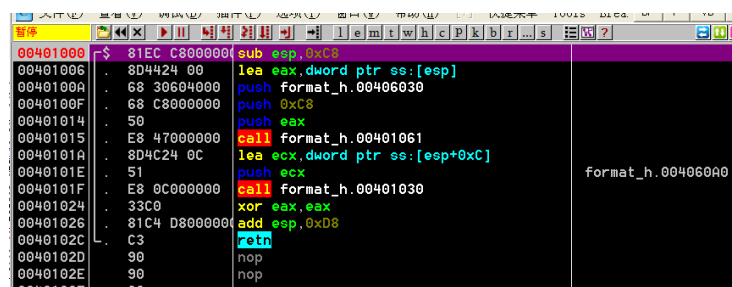 暂停 l e m t w h c P k b r ... s ?
00401000 $ 81EC C8000000 sub esp,0xC8
00401006 . 8D4424 00 lea eax,dword ptr ss:[esp]
0040100A . 68 30604000 push format_h.00406030
0040100F . 68 C8000000 push 0xC8
00401014 . 50 push eax
00401015 . E8 47000000 call format_h.00401061
0040101A . 8D4C24 0C lea ecx,dword ptr ss:[esp+0xC]
0040101E . 51 push ecx format_h.004060A0
0040101F . E8 0C000000 call format_h.00401030
00401024 . 33C0 xor eax,eax
00401026 . 81C4 D8000000 add esp,0xD8
0040102C . C3 retn
0040102D 90 nop
0040102E 90 nop